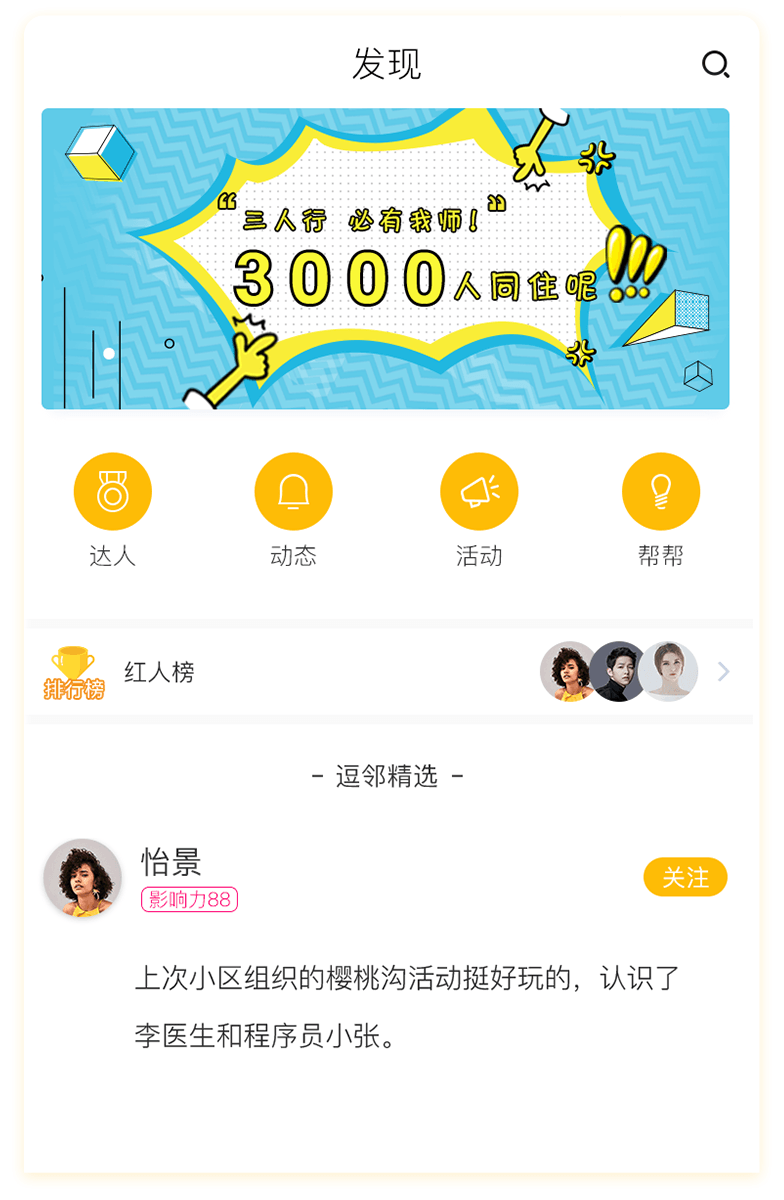 发现
“三人行 必有我师！”
3000人同住呢!!!
达人 动态 活动 帮帮
排行榜 红人榜
- 逗邻精选 -
怡景
影响力88
关注
上次小区组织的樱桃沟活动挺好玩的，认识了
李医生和程序员小张。